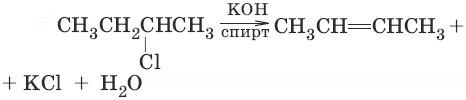 CH₃CH₂CHCH₃ —KOH/спирт→ CH₃CH=CHCH₃ +
|
Cl
+ KCl + H₂O